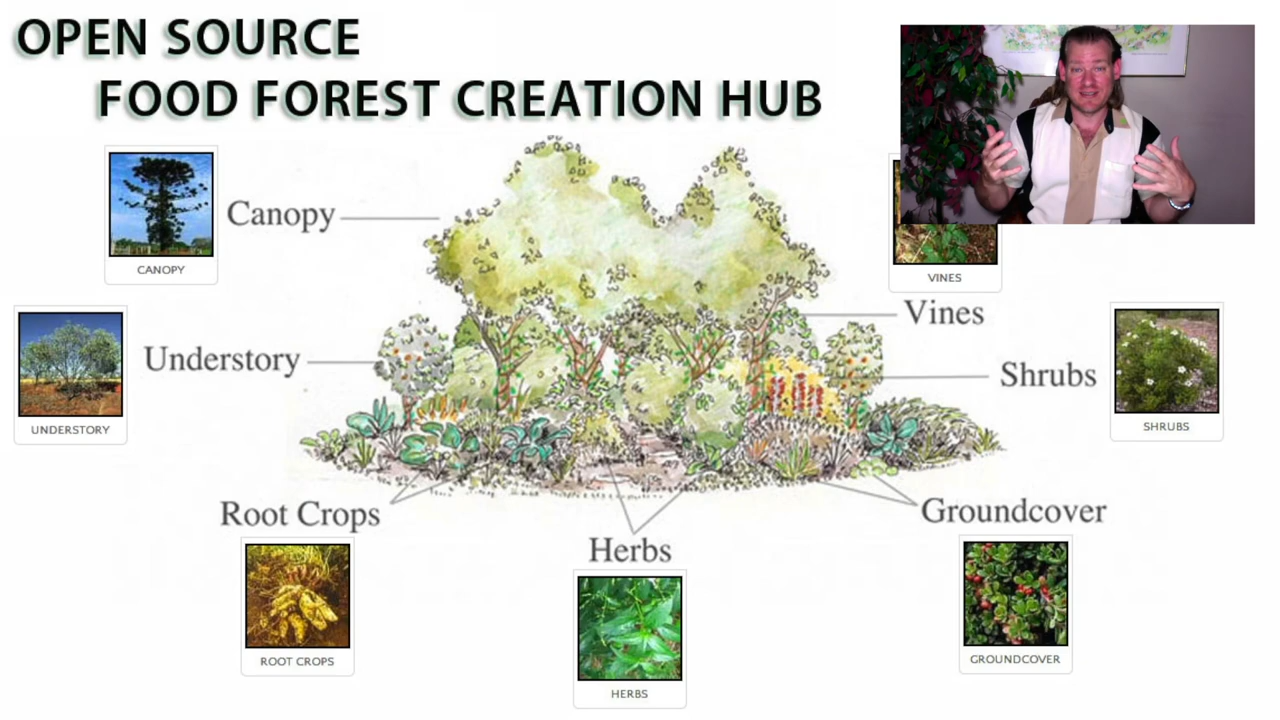 OPEN SOURCE
FOOD FOREST CREATION HUB
Canopy
CANOPY
VINES
Vines
Understory
UNDERSTORY
Shrubs
SHRUBS
Root Crops
ROOT CROPS
Herbs
HERBS
Groundcover
GROUNDCOVER